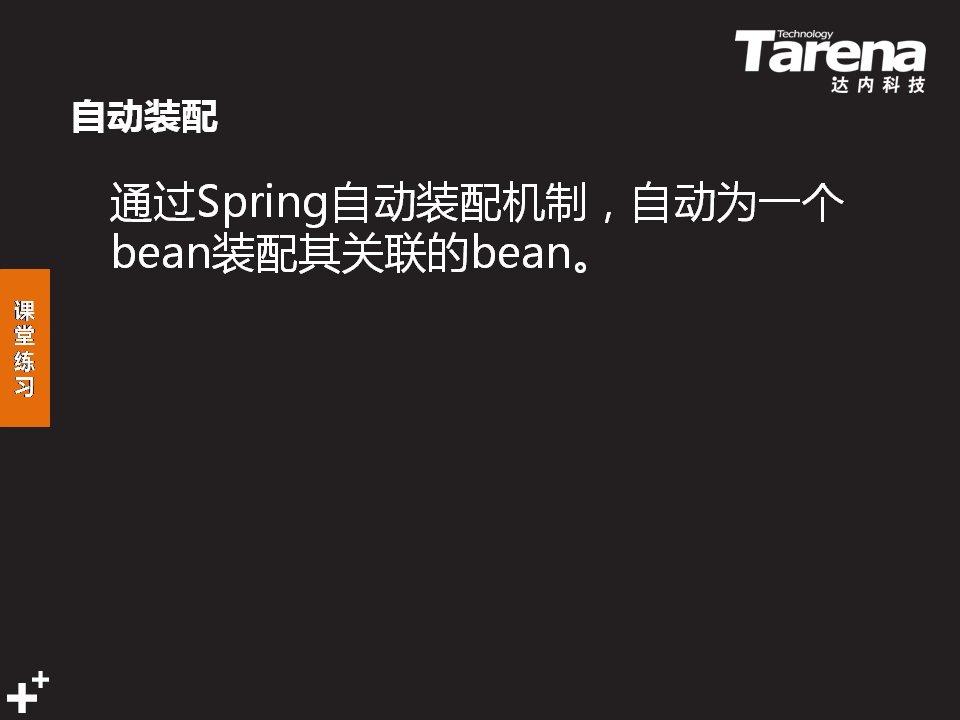 Technology
Tarena
达内科技
自动装配
通过Spring自动装配机制，自动为一个
bean装配其关联的bean。
课
堂
练
习